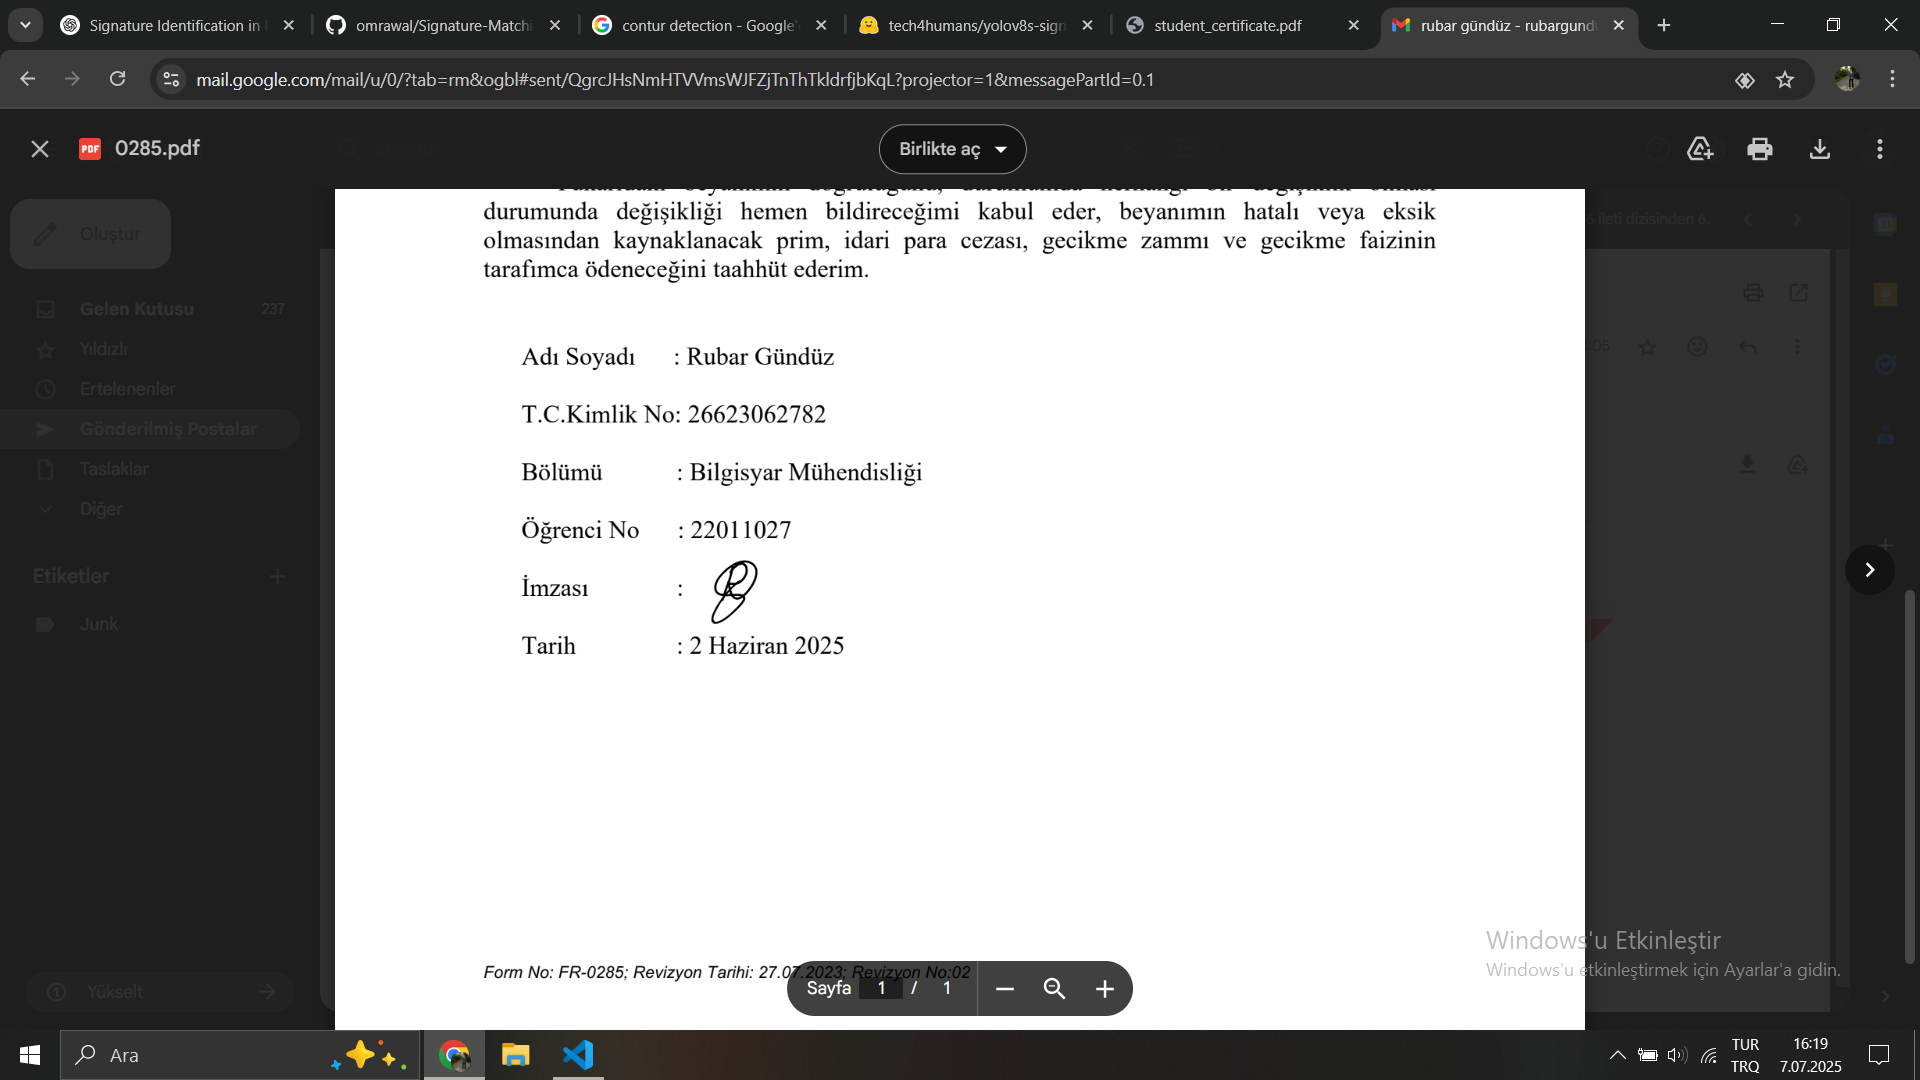 Signature Identification in
omrawal/Signature-Matchi
contur detection - Google'
tech4humans/yolov8s-sign
student_certificate.pdf
rubar gündüz - rubargund
mail.google.com/mail/u/0/?tab=rm&ogbl#sent/QgrcJHsNmHTVVmsWJFZjTnThTkldrfjbKqL?projector=1&messagePartId=0.1
PDF 0285.pdf
Birlikte aç
Oluştur
Gelen Kutusu 237
Yıldızlı
Ertelenenler
Gönderilmiş Postalar
Taslaklar
Diğer
Etiketler
Junk
Yükselt
ileti dizisinden 6.
durumunda değişikliği hemen bildireceğimi kabul eder, beyanımın hatalı veya eksik
olmasından kaynaklanacak prim, idari para cezası, gecikme zammı ve gecikme faizinin
tarafımca ödeneceğini taahhüt ederim.
Adı Soyadı : Rubar Gündüz
T.C.Kimlik No: 26623062782
Bölümü : Bilgisyar Mühendisliği
Öğrenci No : 22011027
İmzası :
Tarih : 2 Haziran 2025
Form No: FR-0285; Revizyon Tarihi: 27.07.2023; Revizyon No:02
Sayfa 1 / 1
Windows'u Etkinleştir
Windows'u etkinleştirmek için Ayarlar'a gidin.
Ara
TUR
TRQ
16:19
7.07.2025